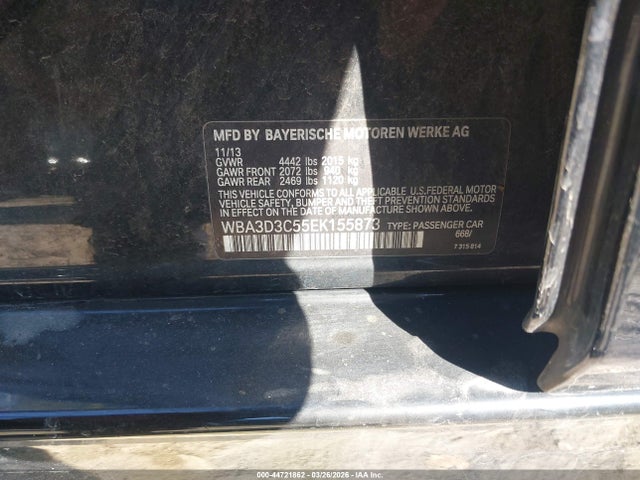 MFD BY BAYERISCHE MOTOREN WERKE AG
11/13
GVWR 4442 lbs 2015 kg
GAWR FRONT 2072 lbs 940 kg
GAWR REAR 2469 lbs 1120 kg
THIS VEHICLE CONFORMS TO ALL APPLICABLE U.S.FEDERAL MOTOR
VEHICLE SAFETY, BUMPER AND THEFT PREVENTION STANDARDS
IN EFFECT ON THE DATE OF MANUFACTURE SHOWN ABOVE.
WBA3D3C55EK155873 TYPE: PASSENGER CAR
668/
7 315 814
000-44721862 | 03/26/2026 | IAA INC.